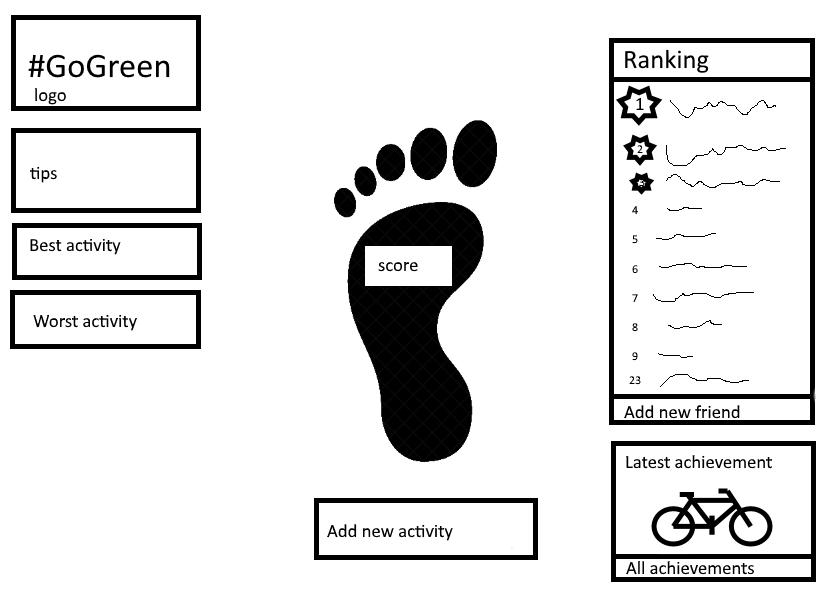 #GoGreen
logo
tips
Best activity
Worst activity
score
Add new activity
Ranking
1
2
3
4
5
6
7
8
9
23
Add new friend
Latest achievement
All achievements